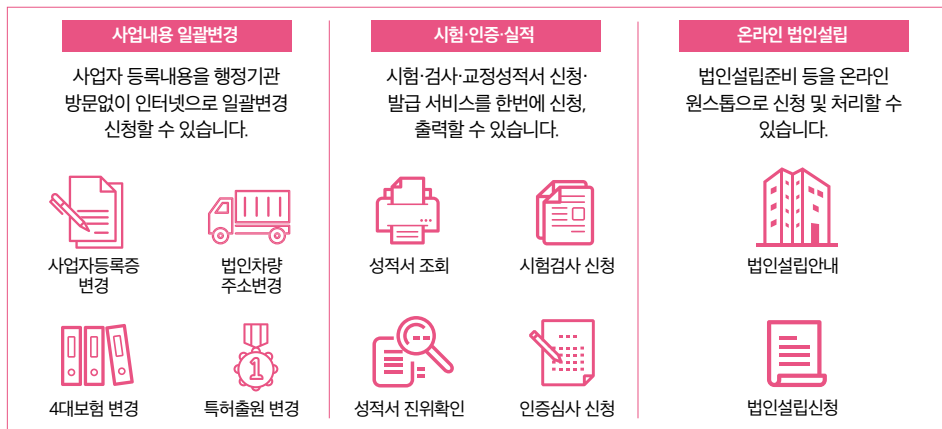 사업내용 일괄변경
사업자 등록내용을 행정기관
방문없이 인터넷으로 일괄변경
신청할 수 있습니다.
사업자등록증
변경
법인차량
주소변경
4대보험 변경
1
특허출원 변경
시험·인증·실적
시험·검사·교정성적서 신청·
발급 서비스를 한번에 신청,
출력할 수 있습니다.
성적서 조회
시험검사 신청
성적서 진위확인
인증심사 신청
온라인 법인설립
법인설립준비 등을 온라인
원스톱으로 신청 및 처리할 수
있습니다.
법인설립안내
법인설립신청